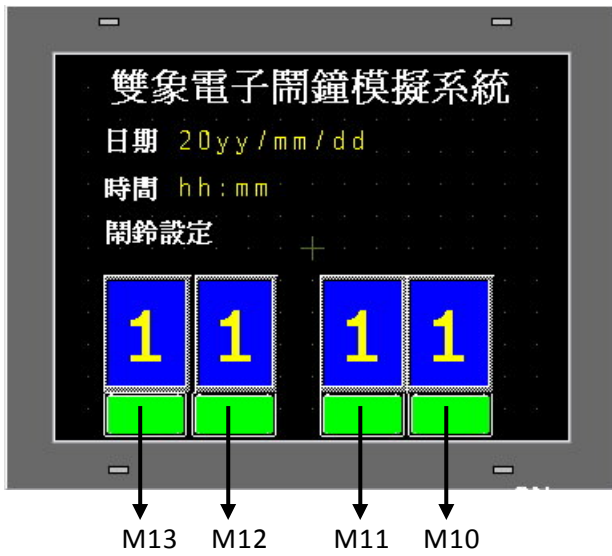 雙象電子鬧鐘模擬系統
日期 20yy/mm/dd
時間 hh:mm
鬧鈴設定
1 1 1 1
M13 M12 M11 M10